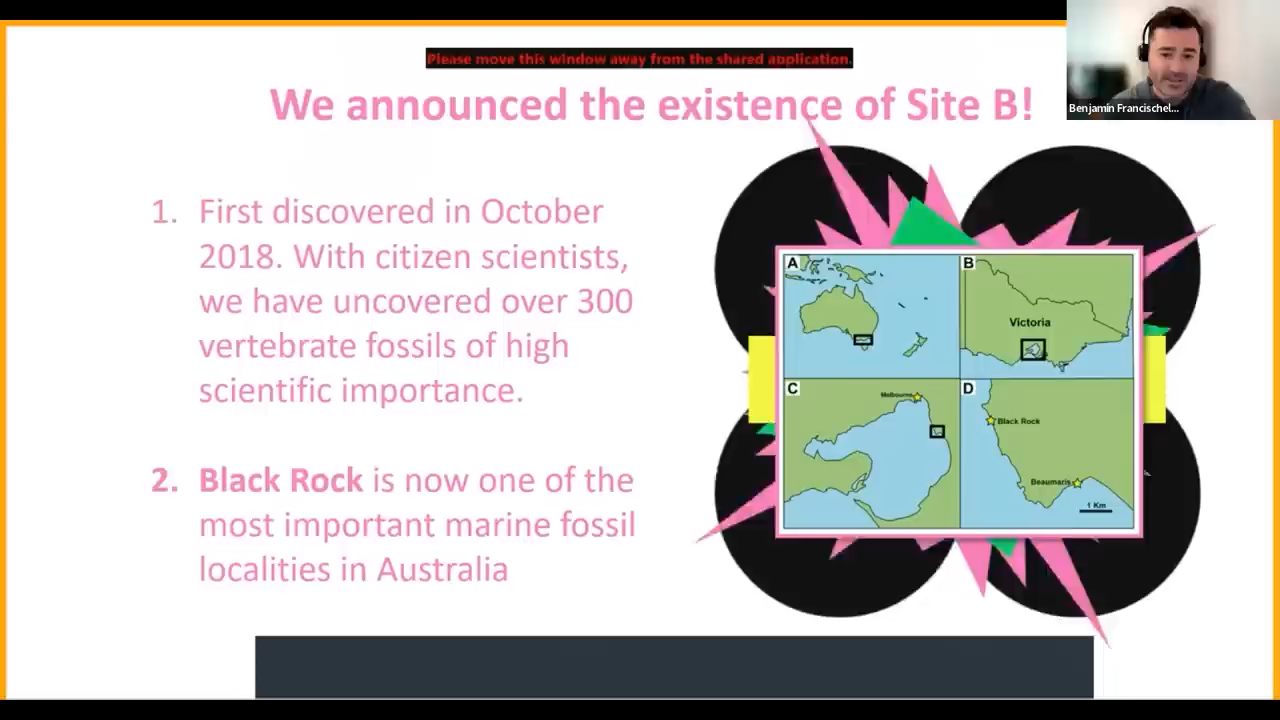 Please move this window away from the shared application.
We announced the existence of Site B!
Benjamin Francischel...
1. First discovered in October
2018. With citizen scientists,
we have uncovered over 300
vertebrate fossils of high
scientific importance.
2. Black Rock is now one of the
most important marine fossil
localities in Australia
A
B
Victoria
C
Melbourne
D
Black Rock
Beaumaris
1 Km